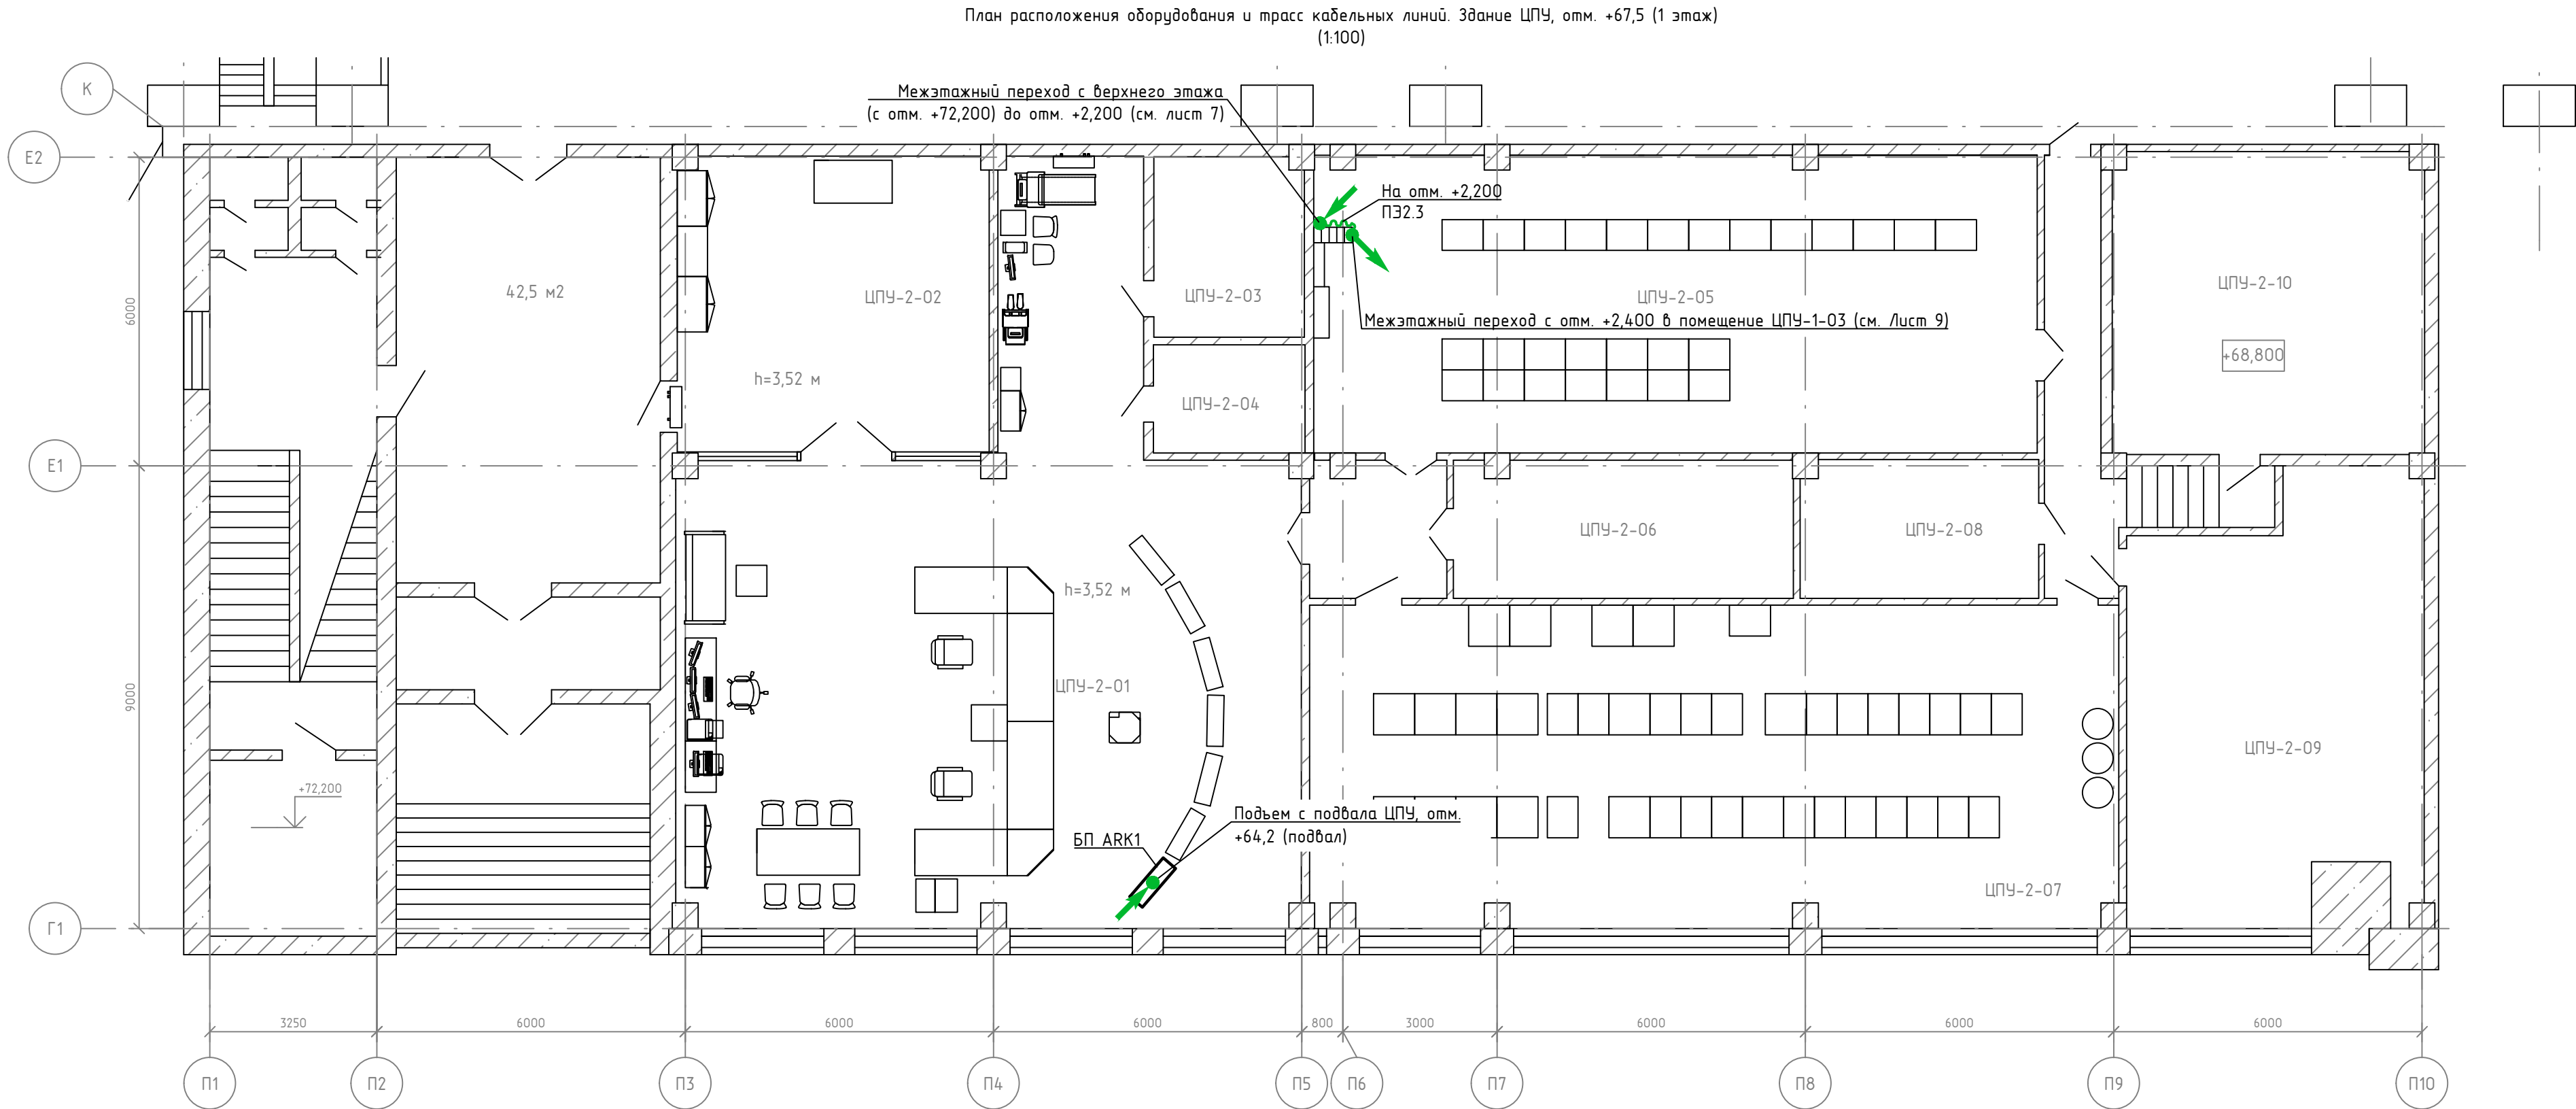 План расположения оборудования и трасс кабельных линий. Здание ЦПУ, отм. +67,5 (1 этаж)
(1:100)
К
Межэтажный переход с верхнего этажа
(с отм. +72,200) до отм. +2,200 (см. лист 7)
Е2
На отм. +2,200
ПЭ2.3
42,5 м2
ЦПУ-2-02
ЦПУ-2-03
ЦПУ-2-05
ЦПУ-2-10
6000
Межэтажный переход с отм. +2,400 в помещение ЦПУ-1-03 (см. Лист 9)
+68,800
h=3,52 м
ЦПУ-2-04
Е1
ЦПУ-2-06
ЦПУ-2-08
h=3,52 м
ЦПУ-2-01
9000
ЦПУ-2-09
+72,200
Подъем с подвала ЦПУ, отм.
+64,2 (подвал)
БП ARK1
ЦПУ-2-07
Г1
3250
6000
6000
6000
800
3000
6000
6000
6000
П1
П2
П3
П4
П5
П6
П7
П8
П9
П10